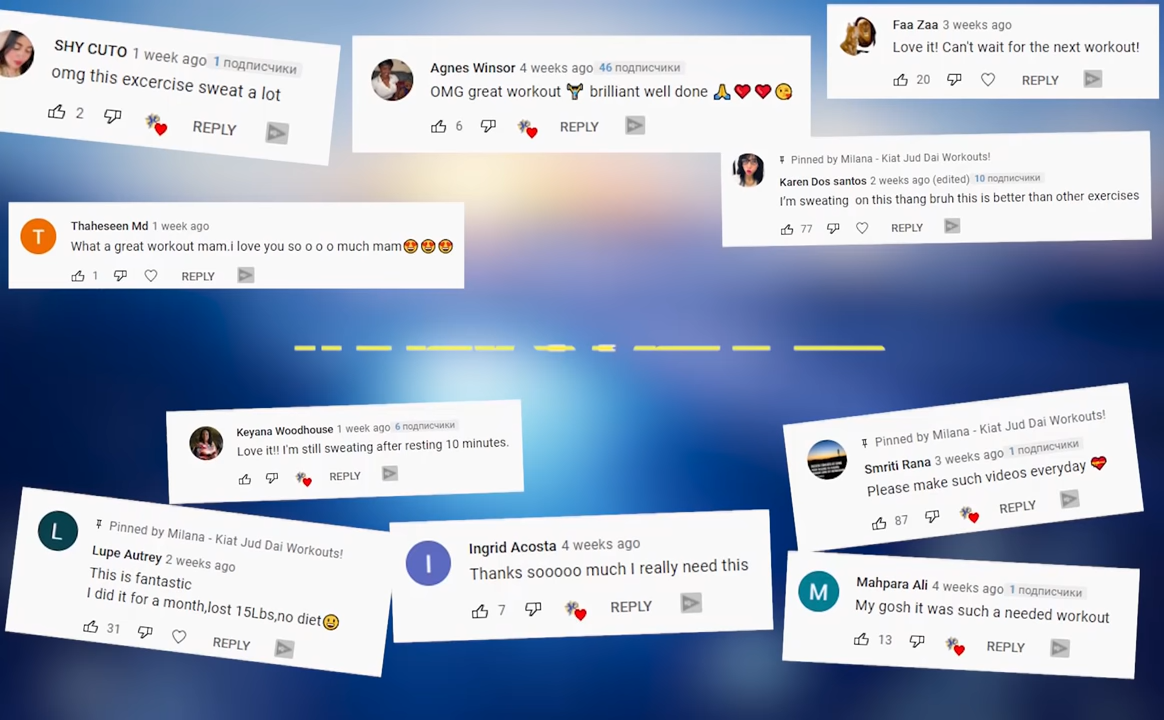 SHY CUTO 1 week ago 1 подписчики
omg this excercise sweat a lot
2 REPLY
Agnes Winsor 4 weeks ago 46 подписчики
OMG great workout 🏋 brilliant well done 🙏❤️❤️😘
6 REPLY
Faa Zaa 3 weeks ago
Love it! Can't wait for the next workout!
20 REPLY
Pinned by Milana - Kiat Jud Dai Workouts!
Karen Dos santos 2 weeks ago (edited) 10 подписчики
I'm sweating on this thang bruh this is better than other exercises
77 REPLY
T
Thaheseen Md 1 week ago
What a great workout mam.i love you so o o o much mam🤩🤩🤩
1 REPLY
Keyana Woodhouse 1 week ago 6 подписчики
Love it!! I'm still sweating after resting 10 minutes.
REPLY
Pinned by Milana - Kiat Jud Dai Workouts!
Smriti Rana 3 weeks ago 1 подписчики
Please make such videos everyday 💝
87 REPLY
L
Pinned by Milana - Kiat Jud Dai Workouts!
Lupe Autrey 2 weeks ago
This is fantastic
I did it for a month,lost 15Lbs,no diet😀
31 REPLY
I
Ingrid Acosta 4 weeks ago
Thanks sooooo much I really need this
7 REPLY
M
Mahpara Ali 4 weeks ago 1 подписчики
My gosh it was such a needed workout
13 REPLY